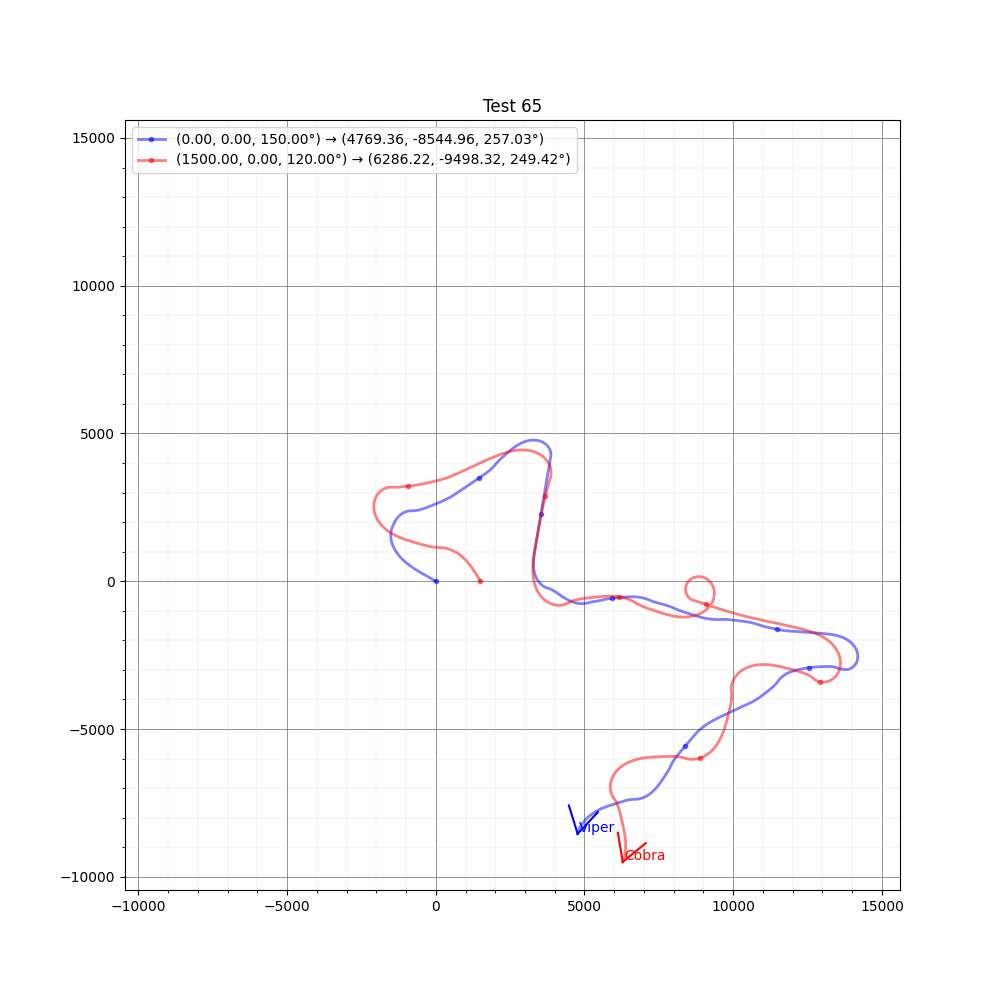 Test 65
(0.00, 0.00, 150.00°) → (4769.36, -8544.96, 257.03°)
(1500.00, 0.00, 120.00°) → (6286.22, -9498.32, 249.42°)
15000
10000
5000
0
−5000
−10000
Viper
Cobra
−10000 −5000 0 5000 10000 15000